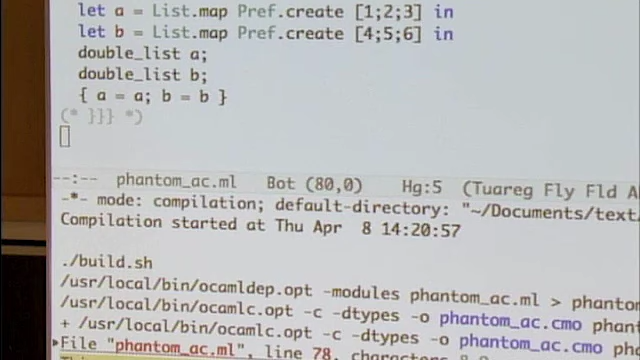 let a = List.map Pref.create [1;2;3] in
let b = List.map Pref.create [4;5;6] in
double_list a;
double_list b;
{ a = a; b = b }
(* }}} *)
--:-- phantom_ac.ml Bot (80,0) Hg:5 (Tuareg Fly Fld A
-*- mode: compilation; default-directory: "~/Documents/text/
Compilation started at Thu Apr 8 14:20:57
./build.sh
/usr/local/bin/ocamldep.opt -modules phantom_ac.ml > phantom
/usr/local/bin/ocamlc.opt -c -dtypes -o phantom_ac.cmo phantom
+ /usr/local/bin/ocamlc.opt -c -dtypes -o phantom_ac.cmo ph
File "phantom_ac.ml", line 78, characters